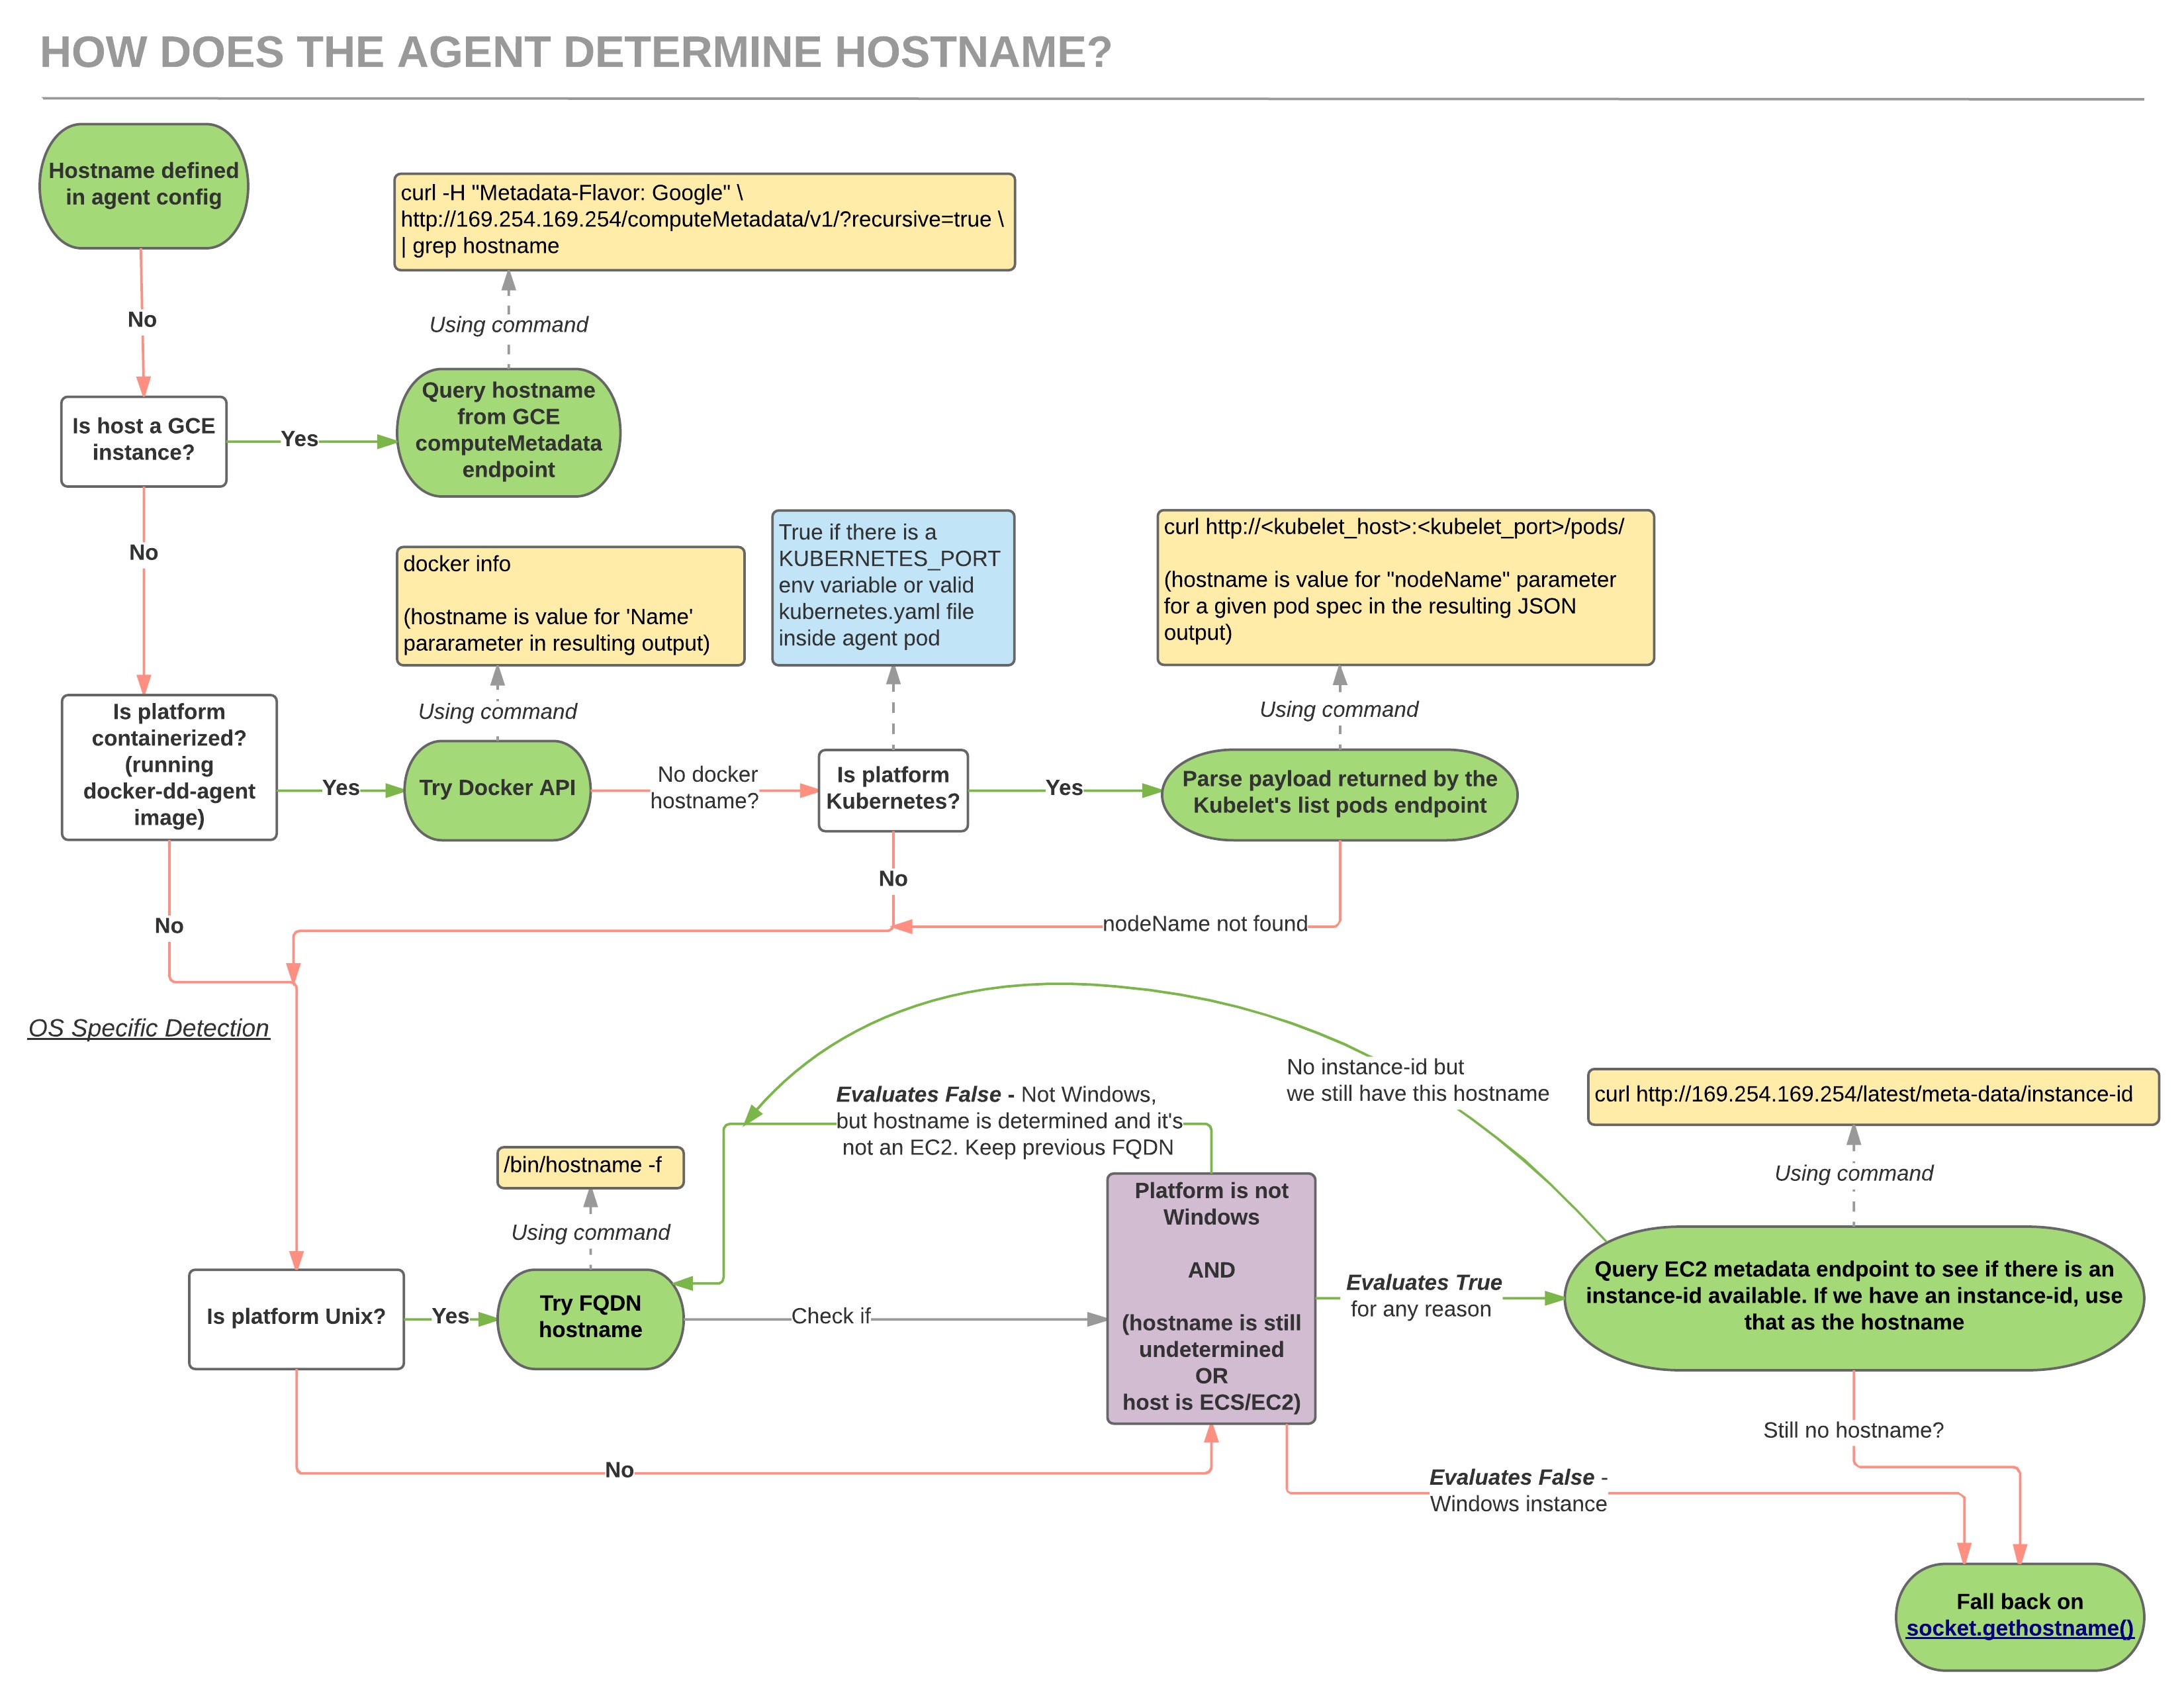 HOW DOES THE AGENT DETERMINE HOSTNAME?
Hostname defined
in agent config
curl -H "Metadata-Flavor: Google" \
http://169.254.169.254/computeMetadata/v1/?recursive=true \
| grep hostname
No
Using command
Is host a GCE
instance?
Yes
Query hostname
from GCE
computeMetadata
endpoint
No
docker info
(hostname is value for 'Name'
pararameter in resulting output)
True if there is a
KUBERNETES_PORT
env variable or valid
kubernetes.yaml file
inside agent pod
curl http://<kubelet_host>:<kubelet_port>/pods/
(hostname is value for "nodeName" parameter
for a given pod spec in the resulting JSON
output)
Using command
Using command
Is platform
containerized?
(running
docker-dd-agent
image)
Yes
Try Docker API
No docker
hostname?
Is platform
Kubernetes?
Yes
Parse payload returned by the
Kubelet's list pods endpoint
No
No
nodeName not found
OS Specific Detection
No instance-id but
we still have this hostname
Evaluates False - Not Windows,
but hostname is determined and it's
not an EC2. Keep previous FQDN
curl http://169.254.169.254/latest/meta-data/instance-id
/bin/hostname -f
Using command
Using command
Is platform Unix?
Yes
Try FQDN
hostname
Check if
Platform is not
Windows
AND
(hostname is still
undetermined
OR
host is ECS/EC2)
Evaluates True
for any reason
Query EC2 metadata endpoint to see if there is an
instance-id available. If we have an instance-id, use
that as the hostname
No
Still no hostname?
Evaluates False -
Windows instance
Fall back on
socket.gethostname()